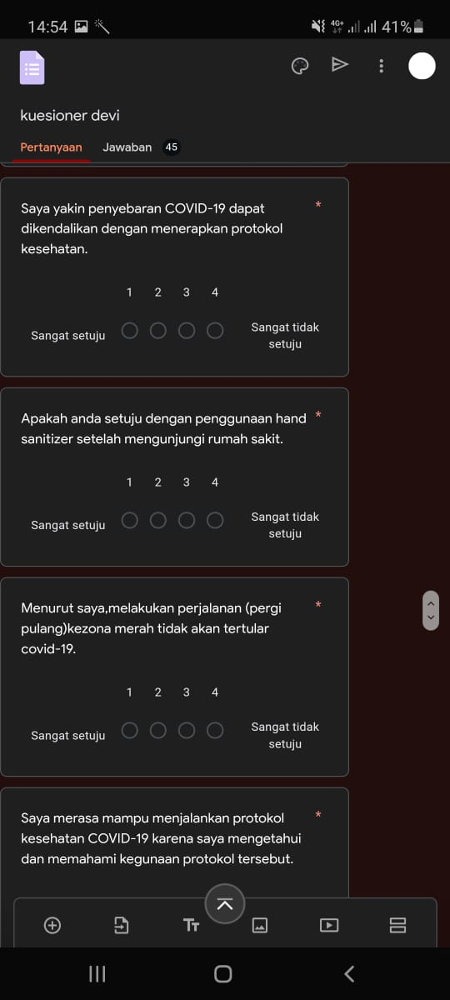 14:54
4G+
41%
kuesioner devi
Pertanyaan Jawaban 45
Saya yakin penyebaran COVID-19 dapat *
dikendalikan dengan menerapkan protokol
kesehatan.
1 2 3 4
Sangat setuju
Sangat tidak
setuju
Apakah anda setuju dengan penggunaan hand *
sanitizer setelah mengunjungi rumah sakit.
1 2 3 4
Sangat setuju
Sangat tidak
setuju
Menurut saya,melakukan perjalanan (pergi *
pulang)kezona merah tidak akan tertular
covid-19.
1 2 3 4
Sangat setuju
Sangat tidak
setuju
Saya merasa mampu menjalankan protokol *
kesehatan COVID-19 karena saya mengetahui
dan memahami kegunaan protokol tersebut.